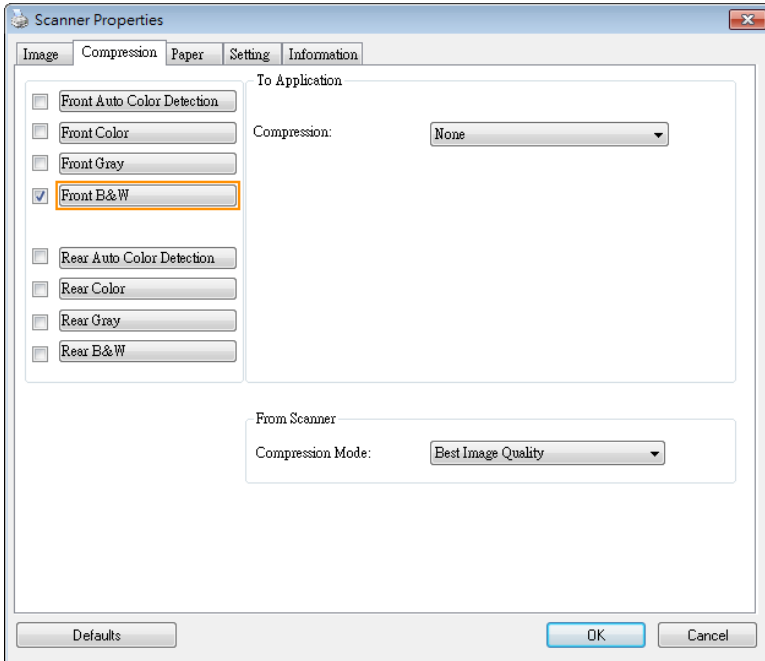 Scanner Properties
Image Compression Paper Setting Information
To Application
Front Auto Color Detection
Front Color
Compression: None
Front Gray
Front B&W
Rear Auto Color Detection
Rear Color
Rear Gray
Rear B&W
From Scanner
Compression Mode: Best Image Quality
Defaults OK Cancel